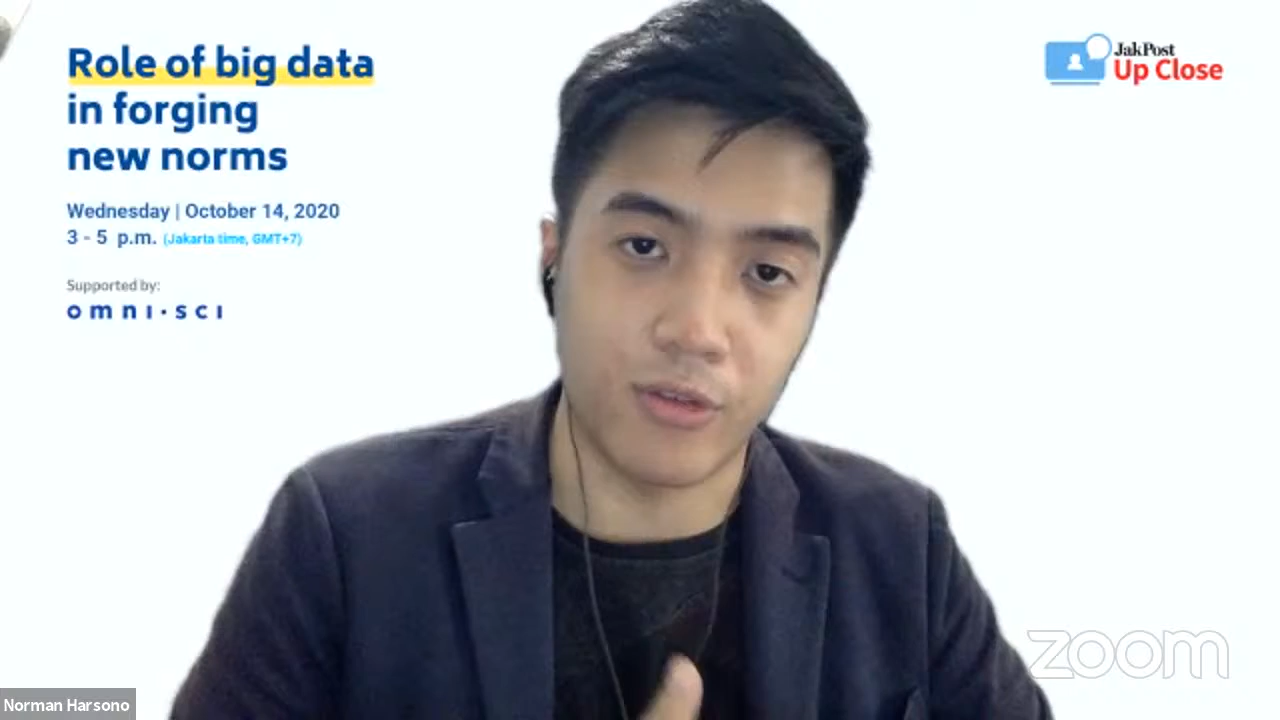 Role of big data
in forging
new norms
Wednesday | October 14, 2020
3 - 5 p.m. (Jakarta time, GMT+7)
Supported by:
omni·sci
JakPost
Up Close
zoom
Norman Harsono